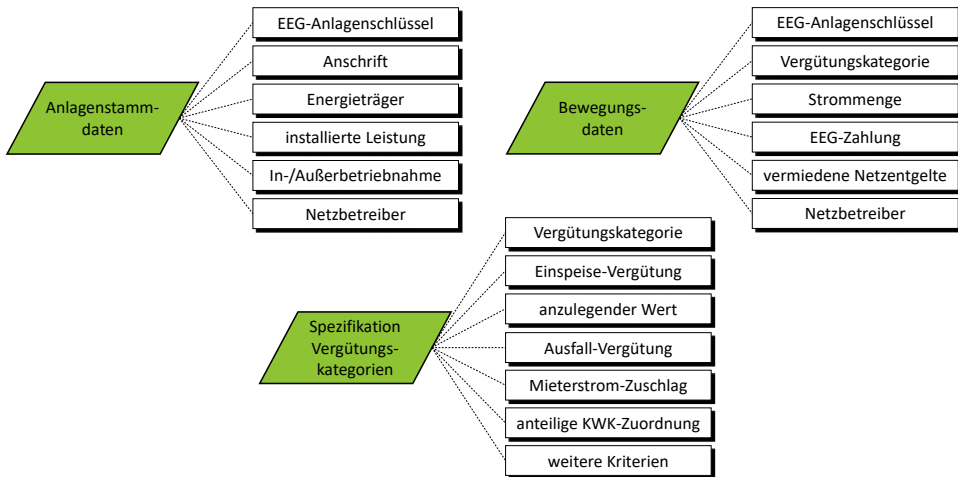 Anlagenstamm-
daten
EEG-Anlagenschlüssel
Anschrift
Energieträger
installierte Leistung
In-/Außerbetriebnahme
Netzbetreiber
Bewegungs-
daten
EEG-Anlagenschlüssel
Vergütungskategorie
Strommenge
EEG-Zahlung
vermiedene Netzentgelte
Netzbetreiber
Spezifikation
Vergütungs-
kategorien
Vergütungskategorie
Einspeise-Vergütung
anzulegender Wert
Ausfall-Vergütung
Mieterstrom-Zuschlag
anteilige KWK-Zuordnung
weitere Kriterien